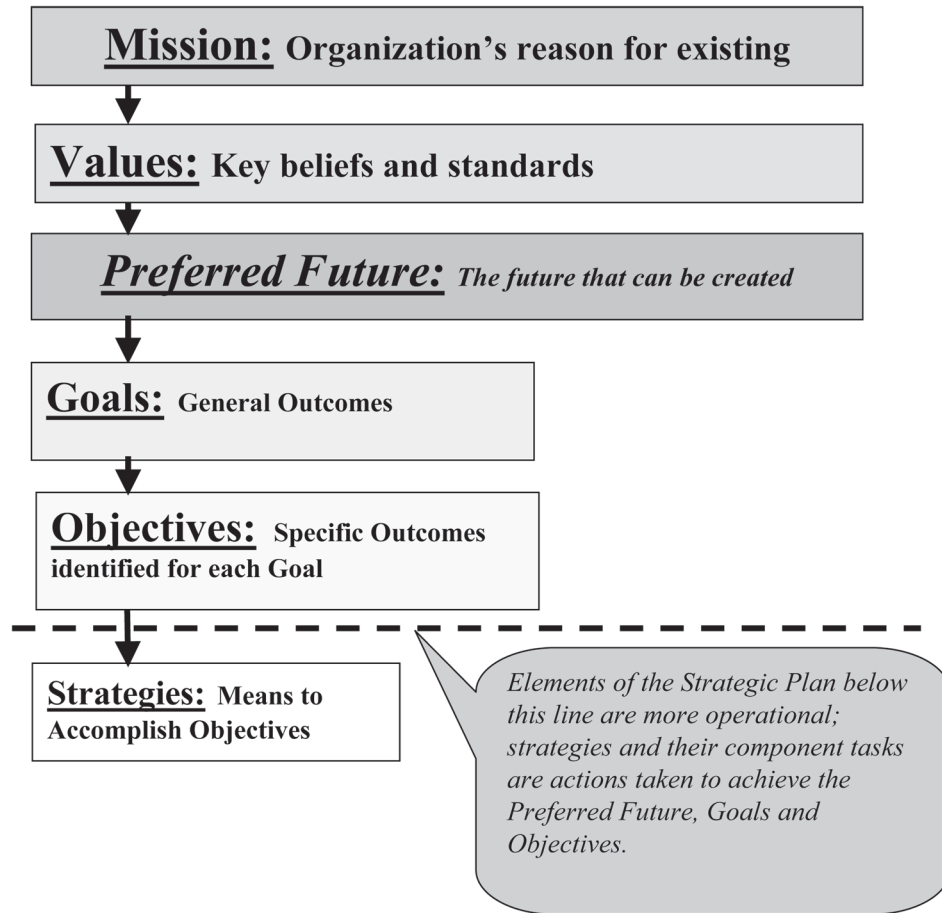 Mission: Organization’s reason for existing
Values: Key beliefs and standards
Preferred Future: The future that can be created
Goals: General Outcomes
Objectives: Specific Outcomes
identified for each Goal
Strategies: Means to
Accomplish Objectives
Elements of the Strategic Plan below
this line are more operational;
strategies and their component tasks
are actions taken to achieve the
Preferred Future, Goals and
Objectives.